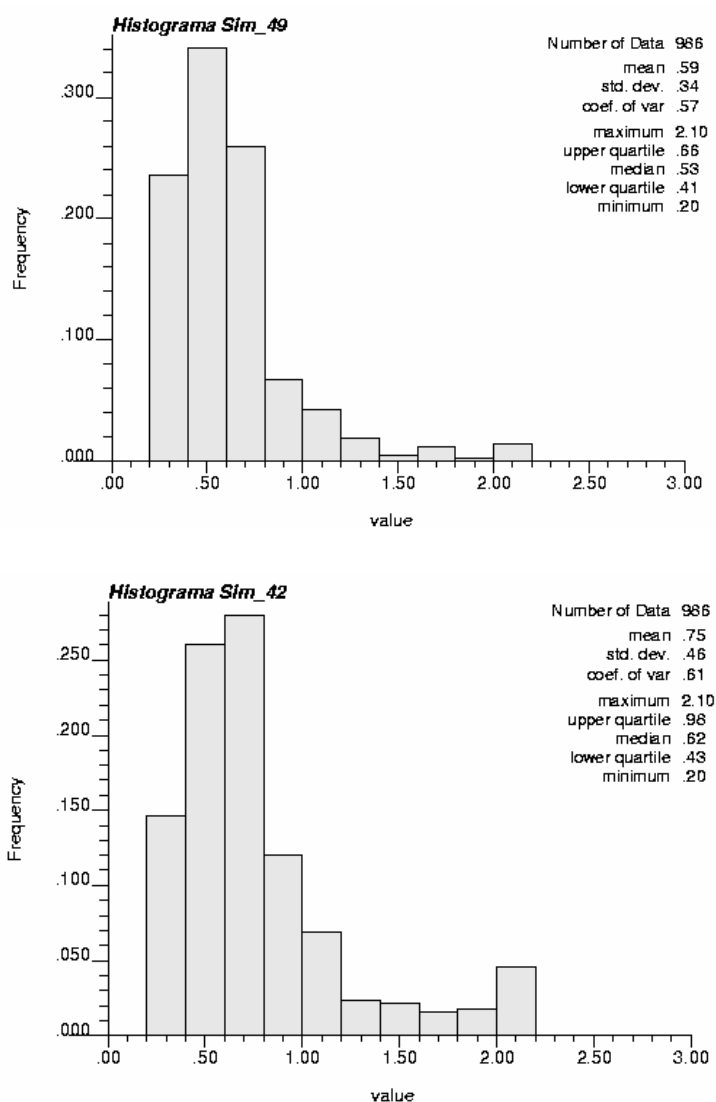 Histograma Sim_49
Number of Data 986
mean .59
std. dev. .34
coef. of var .57
maximum 2.10
upper quartile .66
median .53
lower quartile .41
minimum .20
Frequency
.300
.200
.100
.000
.00 .50 1.00 1.50 2.00 2.50 3.00
value
Histograma Sim_42
Number of Data 986
mean .75
std. dev. .46
coef. of var .61
maximum 2.10
upper quartile .98
median .62
lower quartile .43
minimum .20
Frequency
.250
.200
.150
.100
.050
.000
.00 .50 1.00 1.50 2.00 2.50 3.00
value